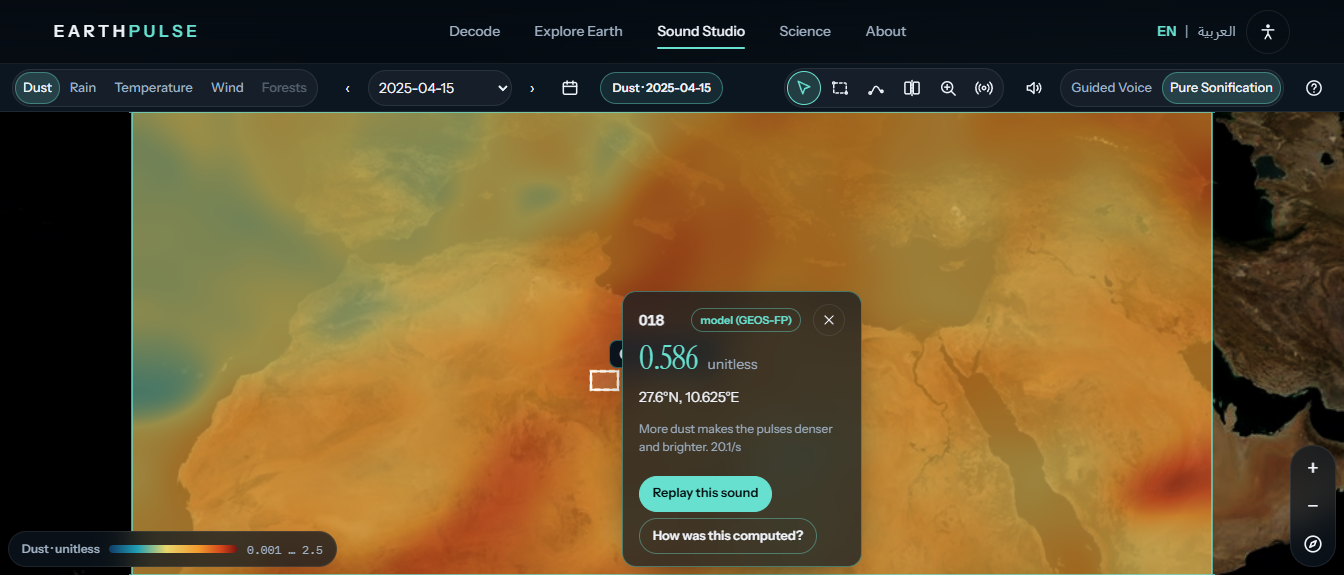 EARTHPULSE
Decode Explore Earth Sound Studio Science About
EN | العربية
Dust Rain Temperature Wind Forests
‹ 2025-04-15 ›
Dust·2025-04-15
Guided Voice Pure Sonification
018 model (GEOS-FP)
0.586 unitless
27.6°N, 10.625°E
More dust makes the pulses denser
and brighter. 20.1/s
Replay this sound
How was this computed?
Dust·unitless 0.001 … 2.5
+
−